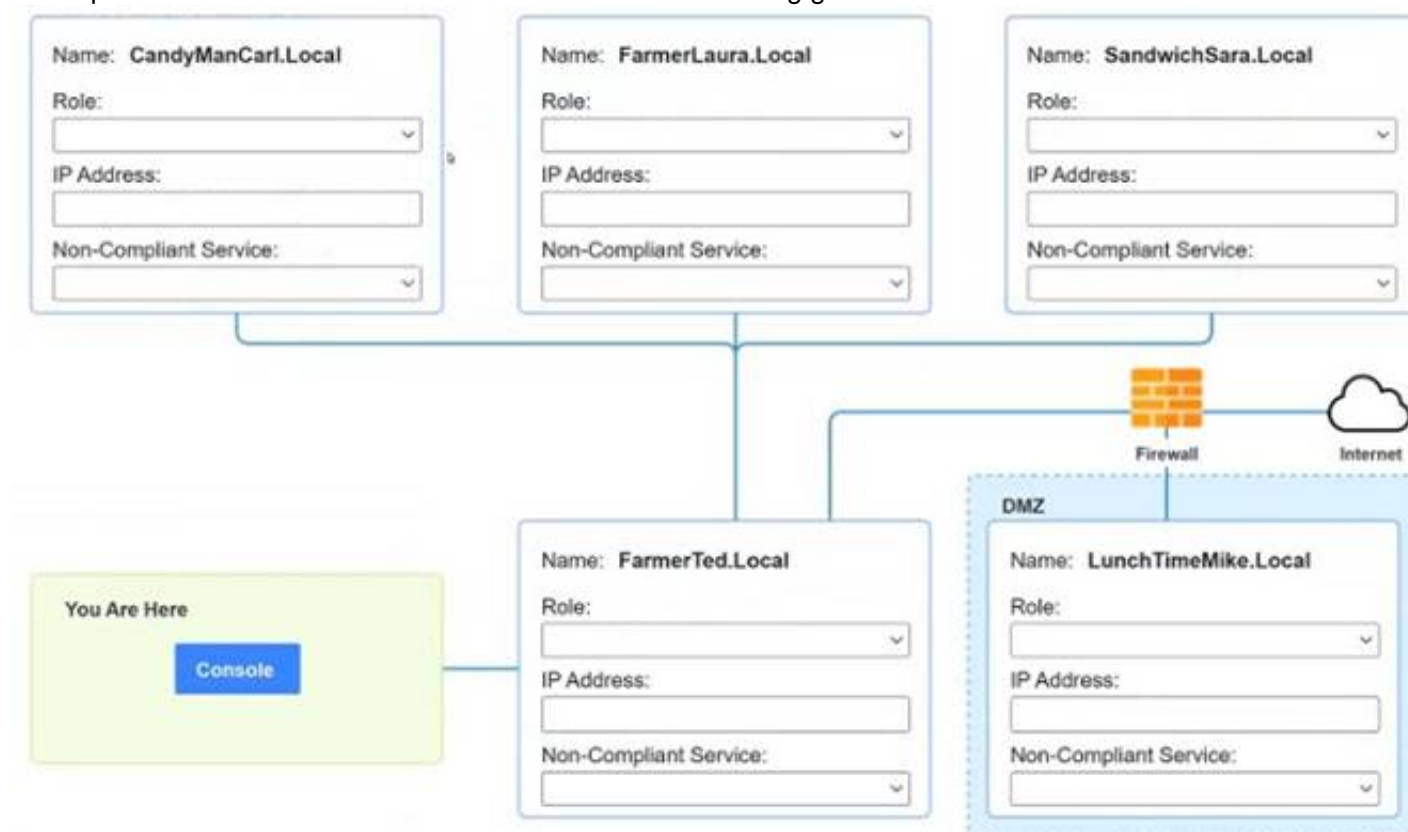 Name: CandyManCarl.Local
Role:
IP Address:
Non-Compliant Service:
Name: FarmerLaura.Local
Role:
IP Address:
Non-Compliant Service:
Name: SandwichSara.Local
Role:
IP Address:
Non-Compliant Service:
Firewall
Internet
You Are Here
Console
Name: FarmerTed.Local
Role:
IP Address:
Non-Compliant Service:
DMZ
Name: LunchTimeMike.Local
Role:
IP Address:
Non-Compliant Service: